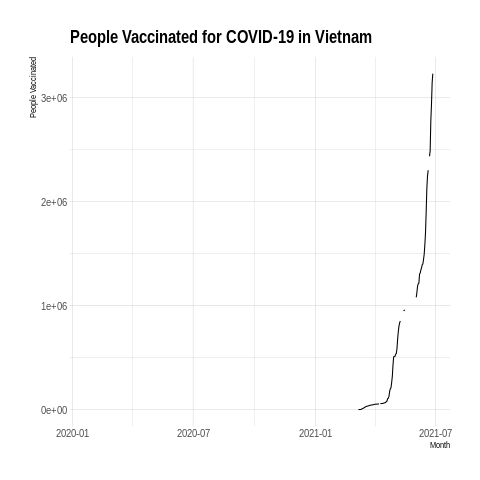 People Vaccinated for COVID-19 in Vietnam
People Vaccinated
3e+06
2e+06
1e+06
0e+00
2020-01
2020-07
2021-01
2021-07
Month